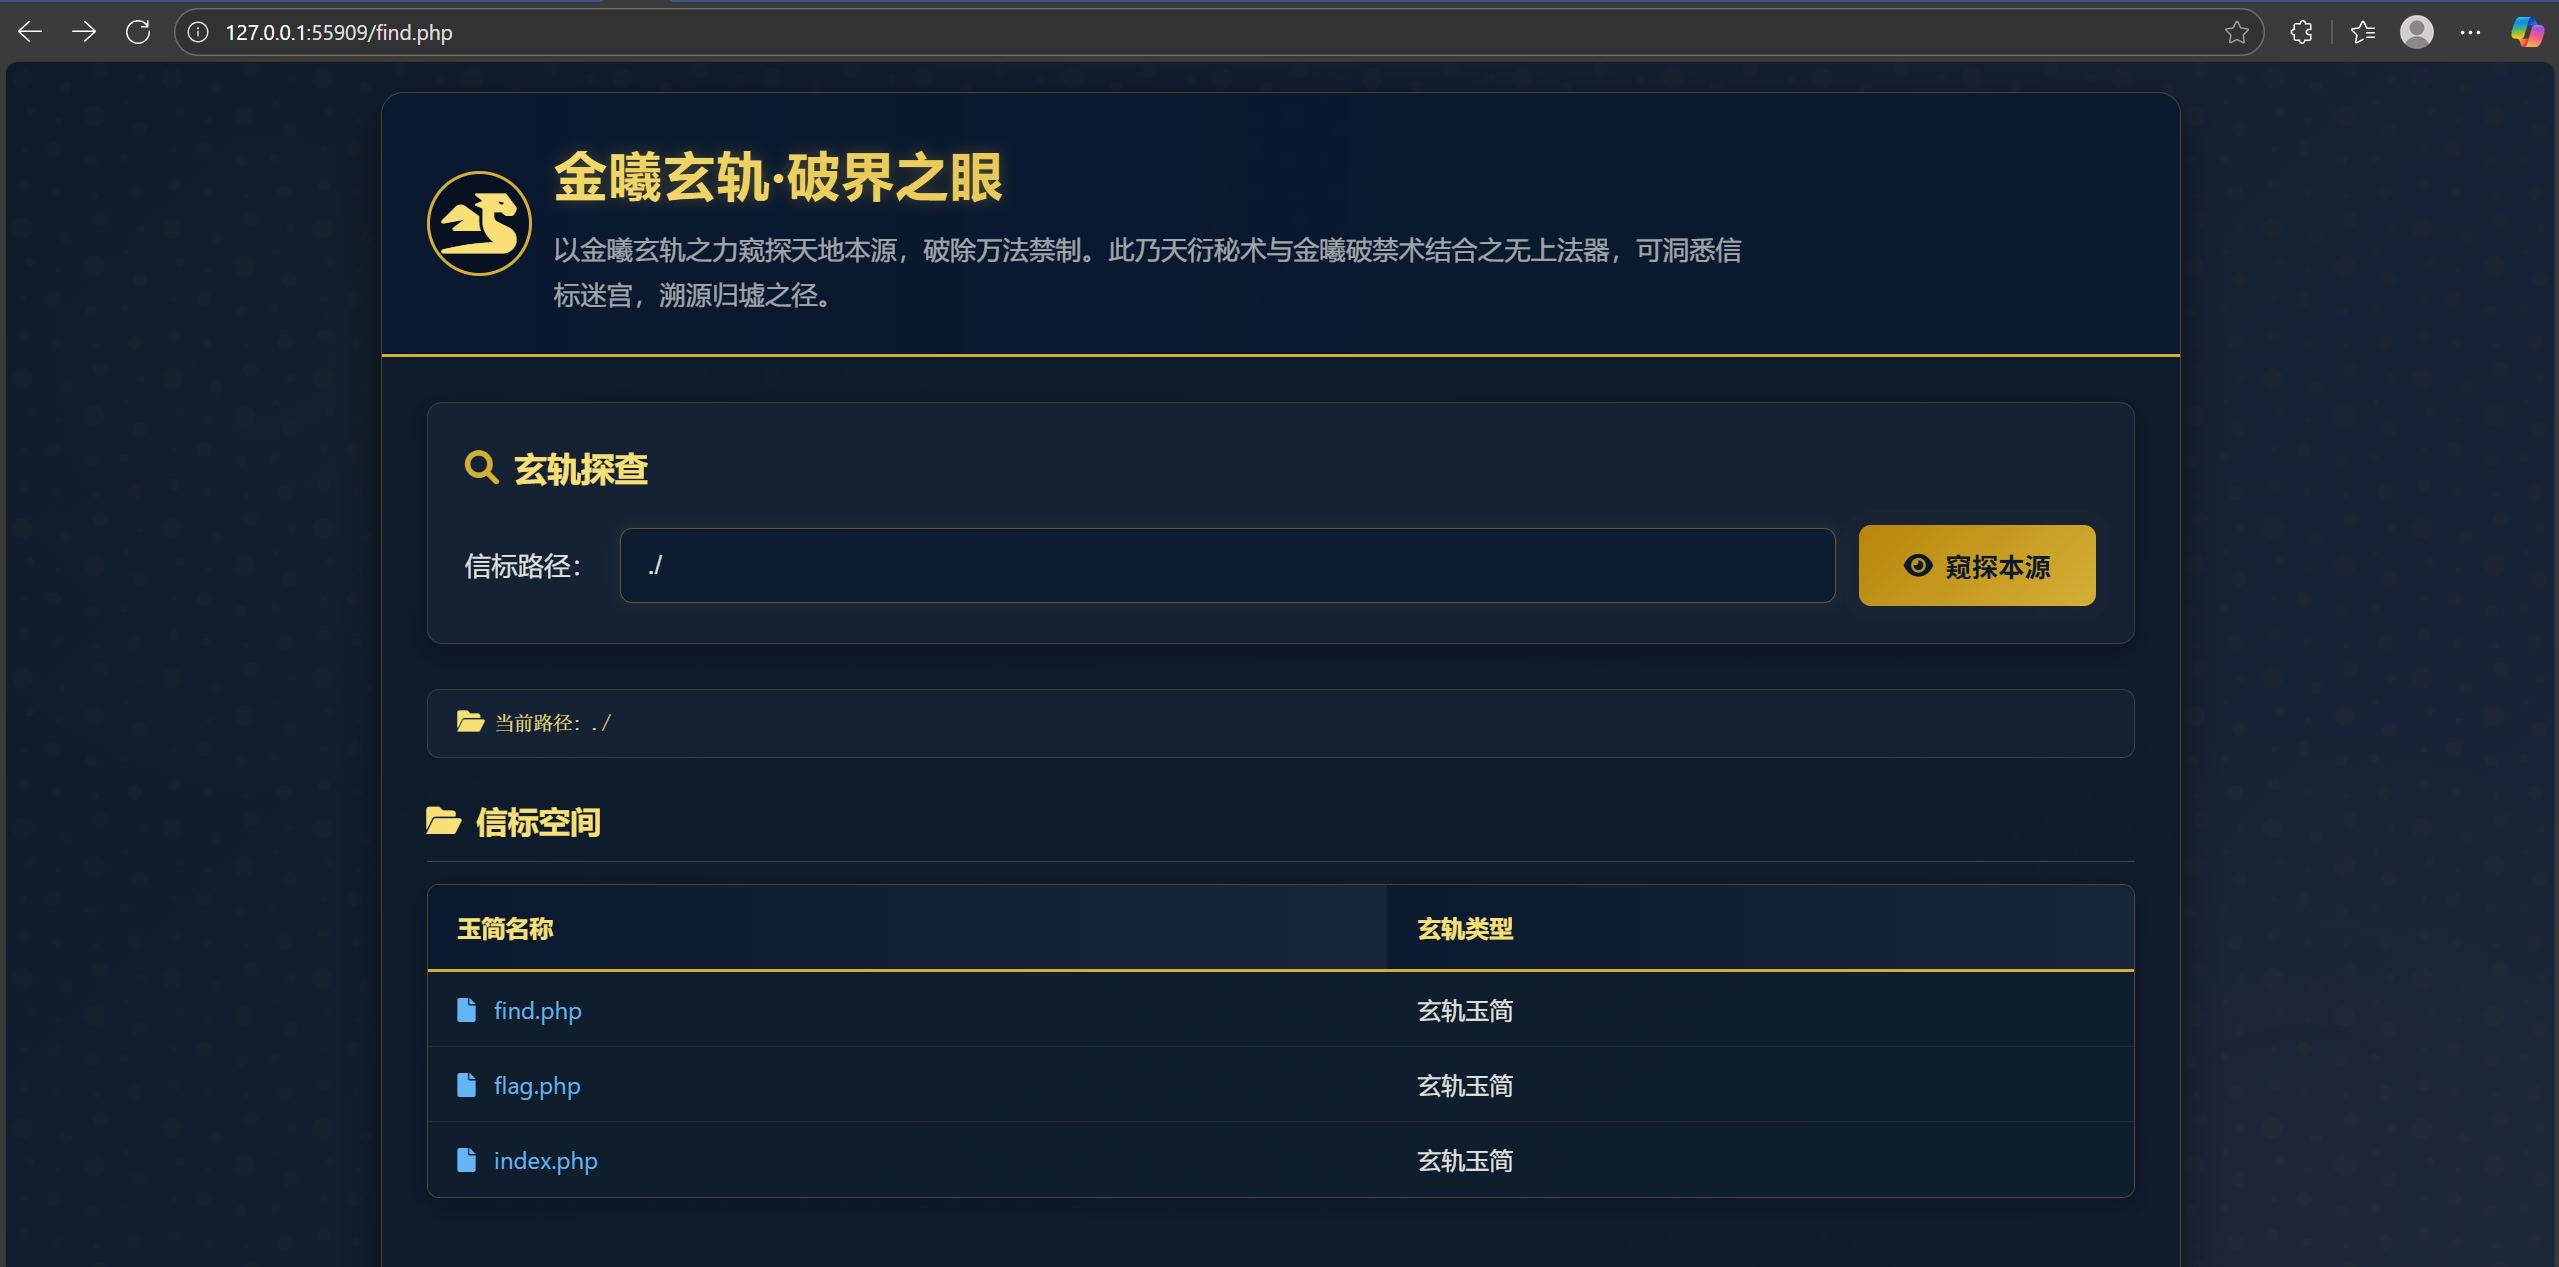 127.0.0.1:55909/find.php
金曦玄轨·破界之眼
以金曦玄轨之力窥探天地本源，破除万法禁制。此乃天衍秘术与金曦破禁术结合之无上法器，可洞悉信
标迷宫，溯源归墟之径。
玄轨探查
信标路径： ./ 窥探本源
当前路径：./
信标空间
玉简名称 玄轨类型
find.php 玄轨玉简
flag.php 玄轨玉简
index.php 玄轨玉简